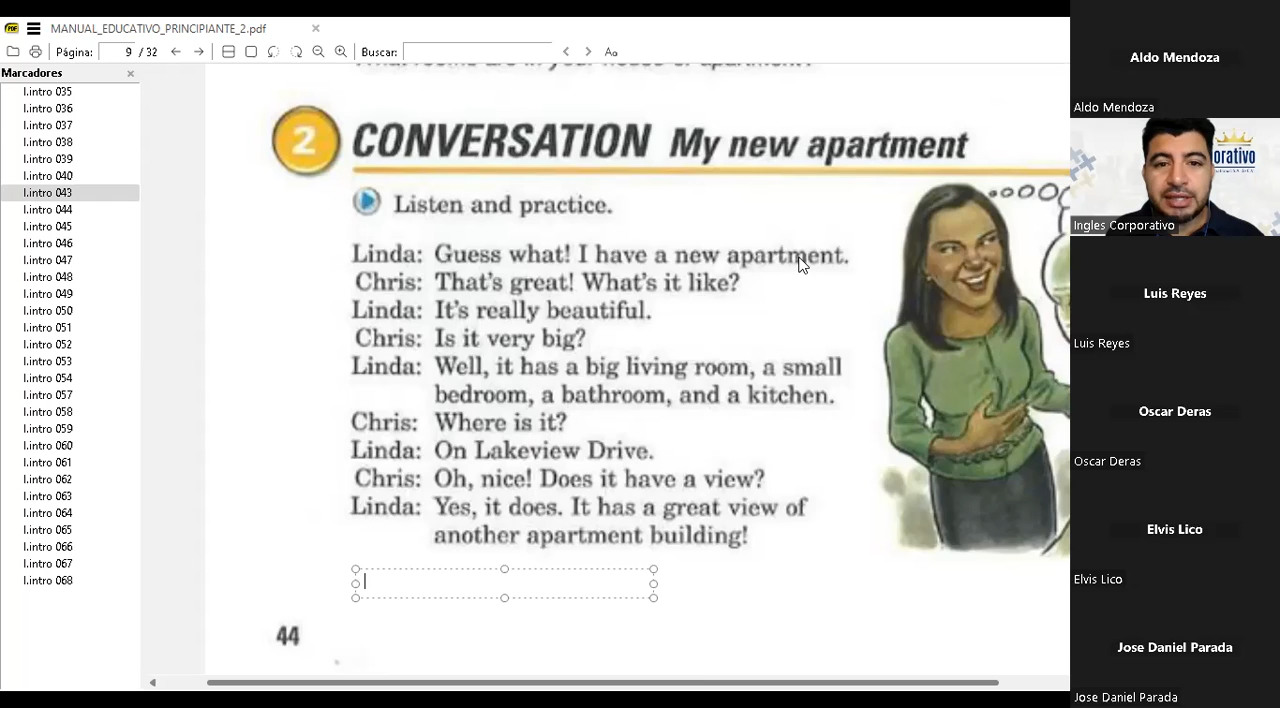 MANUAL_EDUCATIVO_PRINCIPIANTE_2.pdf
Página: 9 / 32 Buscar: Aa
Marcadores
I.intro 035
I.intro 036
I.intro 037
I.intro 038
I.intro 039
I.intro 040
I.intro 043
I.intro 044
I.intro 045
I.intro 046
I.intro 047
I.intro 048
I.intro 049
I.intro 050
I.intro 051
I.intro 052
I.intro 053
I.intro 054
I.intro 057
I.intro 058
I.intro 059
I.intro 060
I.intro 061
I.intro 062
I.intro 063
I.intro 064
I.intro 065
I.intro 066
I.intro 067
I.intro 068
2 CONVERSATION My new apartment
Listen and practice.
Linda: Guess what! I have a new apartment.
Chris: That's great! What's it like?
Linda: It's really beautiful.
Chris: Is it very big?
Linda: Well, it has a big living room, a small
bedroom, a bathroom, and a kitchen.
Chris: Where is it?
Linda: On Lakeview Drive.
Chris: Oh, nice! Does it have a view?
Linda: Yes, it does. It has a great view of
another apartment building!
44
Aldo Mendoza
Aldo Mendoza
orativo
Ingles Corporativo
Luis Reyes
Luis Reyes
Oscar Deras
Oscar Deras
Elvis Lico
Elvis Lico
Jose Daniel Parada
Jose Daniel Parada